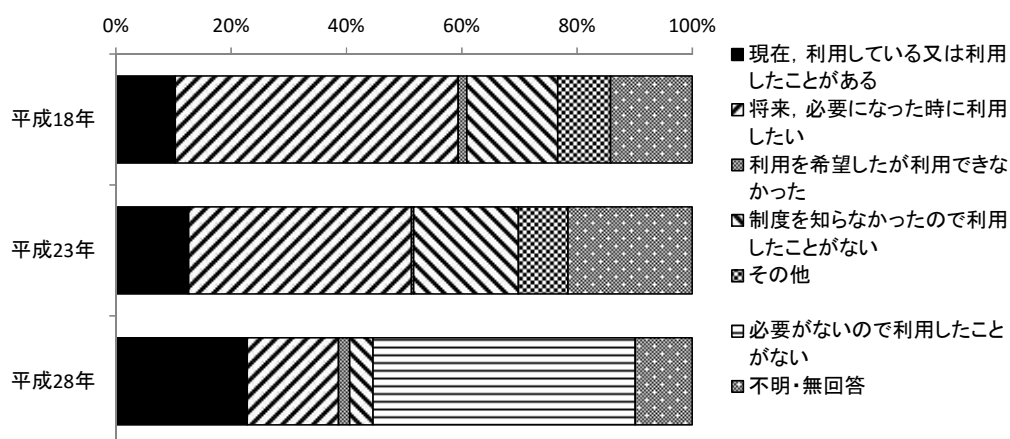 0% 20% 40% 60% 80% 100%
平成18年
平成23年
平成28年
現在，利用している又は利用
したことがある
将来，必要になった時に利用
したい
利用を希望したが利用できな
かった
制度を知らなかったので利用
したことがない
その他
必要がないので利用したこと
がない
不明・無回答